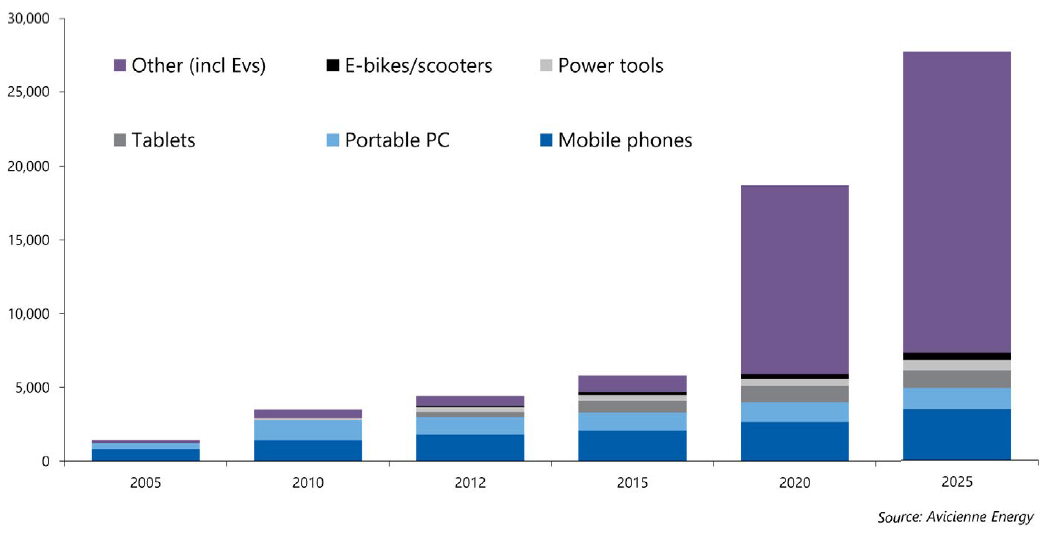 30,000
Other (incl Evs)
E-bikes/scooters
Power tools
25,000
Tablets
Portable PC
Mobile phones
20,000
15,000
10,000
5,000
0
2005
2010
2012
2015
2020
2025
Source: Avicienne Energy